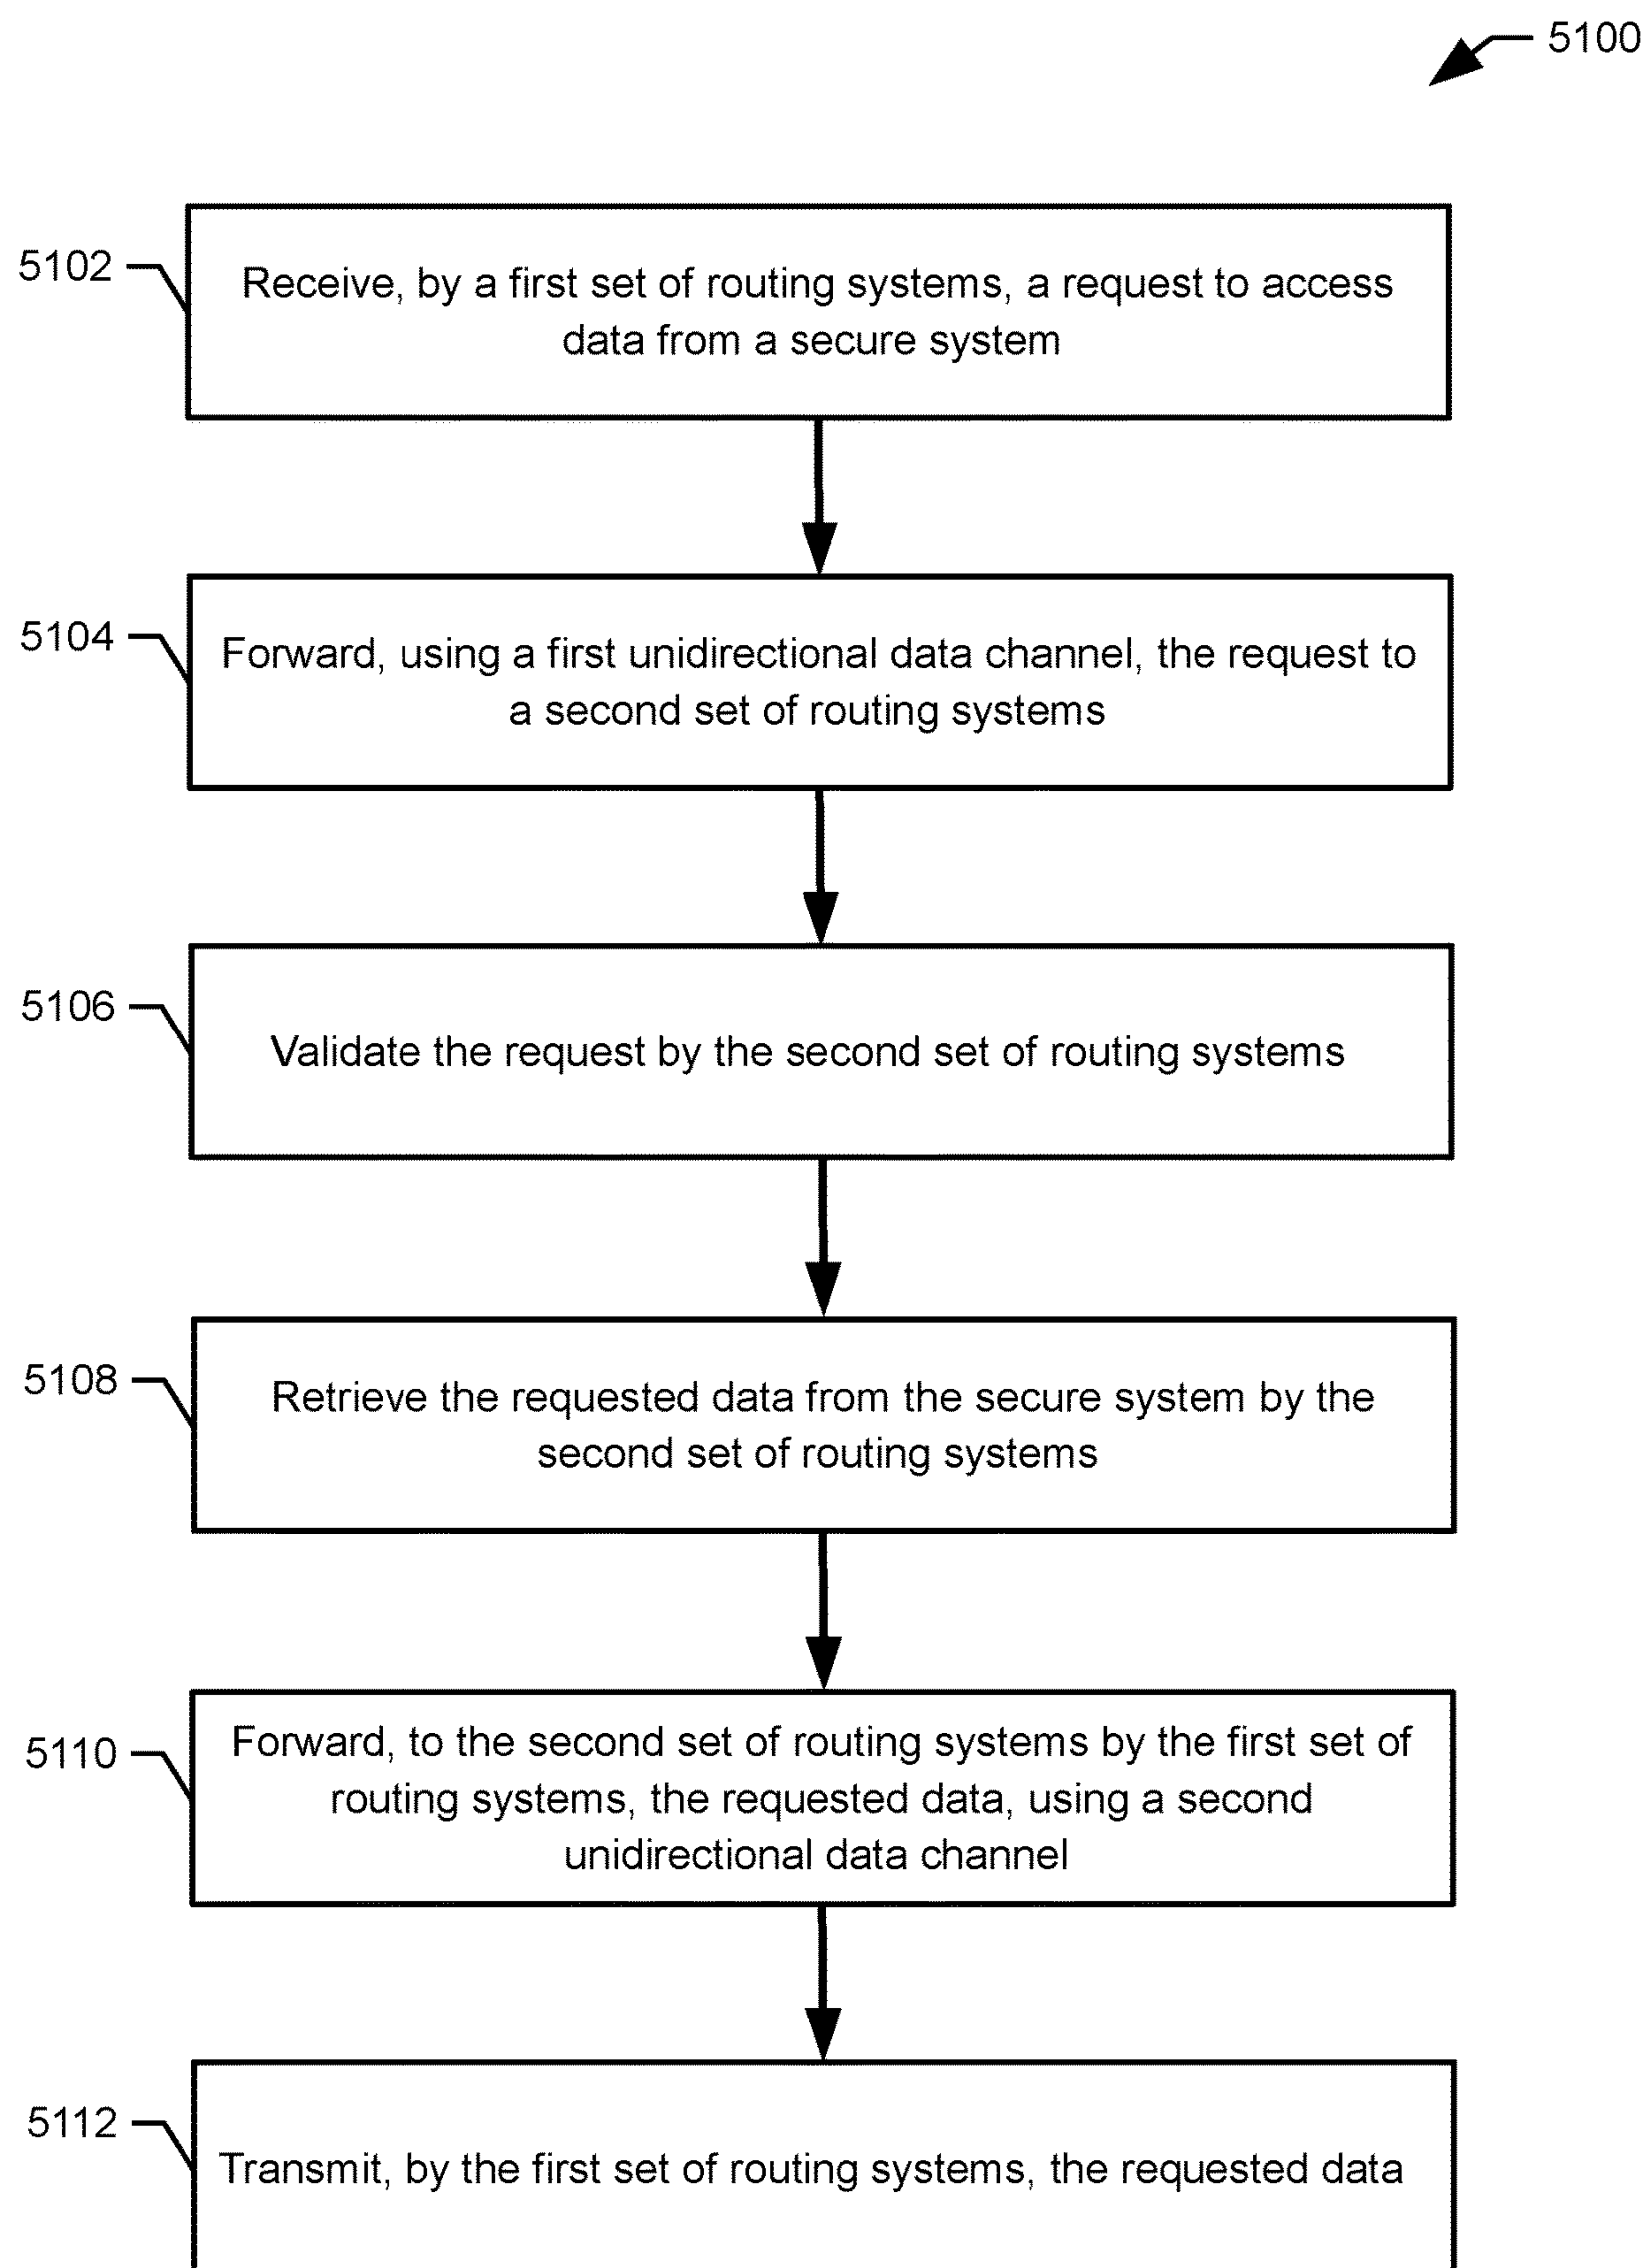 5100
5102
Receive, by a first set of routing systems, a request to access
data from a secure system
5104
Forward, using a first unidirectional data channel, the request to
a second set of routing systems
5106
Validate the request by the second set of routing systems
5108
Retrieve the requested data from the secure system by the
second set of routing systems
5110
Forward, to the second set of routing systems by the first set of
routing systems, the requested data, using a second
unidirectional data channel
5112
Transmit, by the first set of routing systems, the requested data